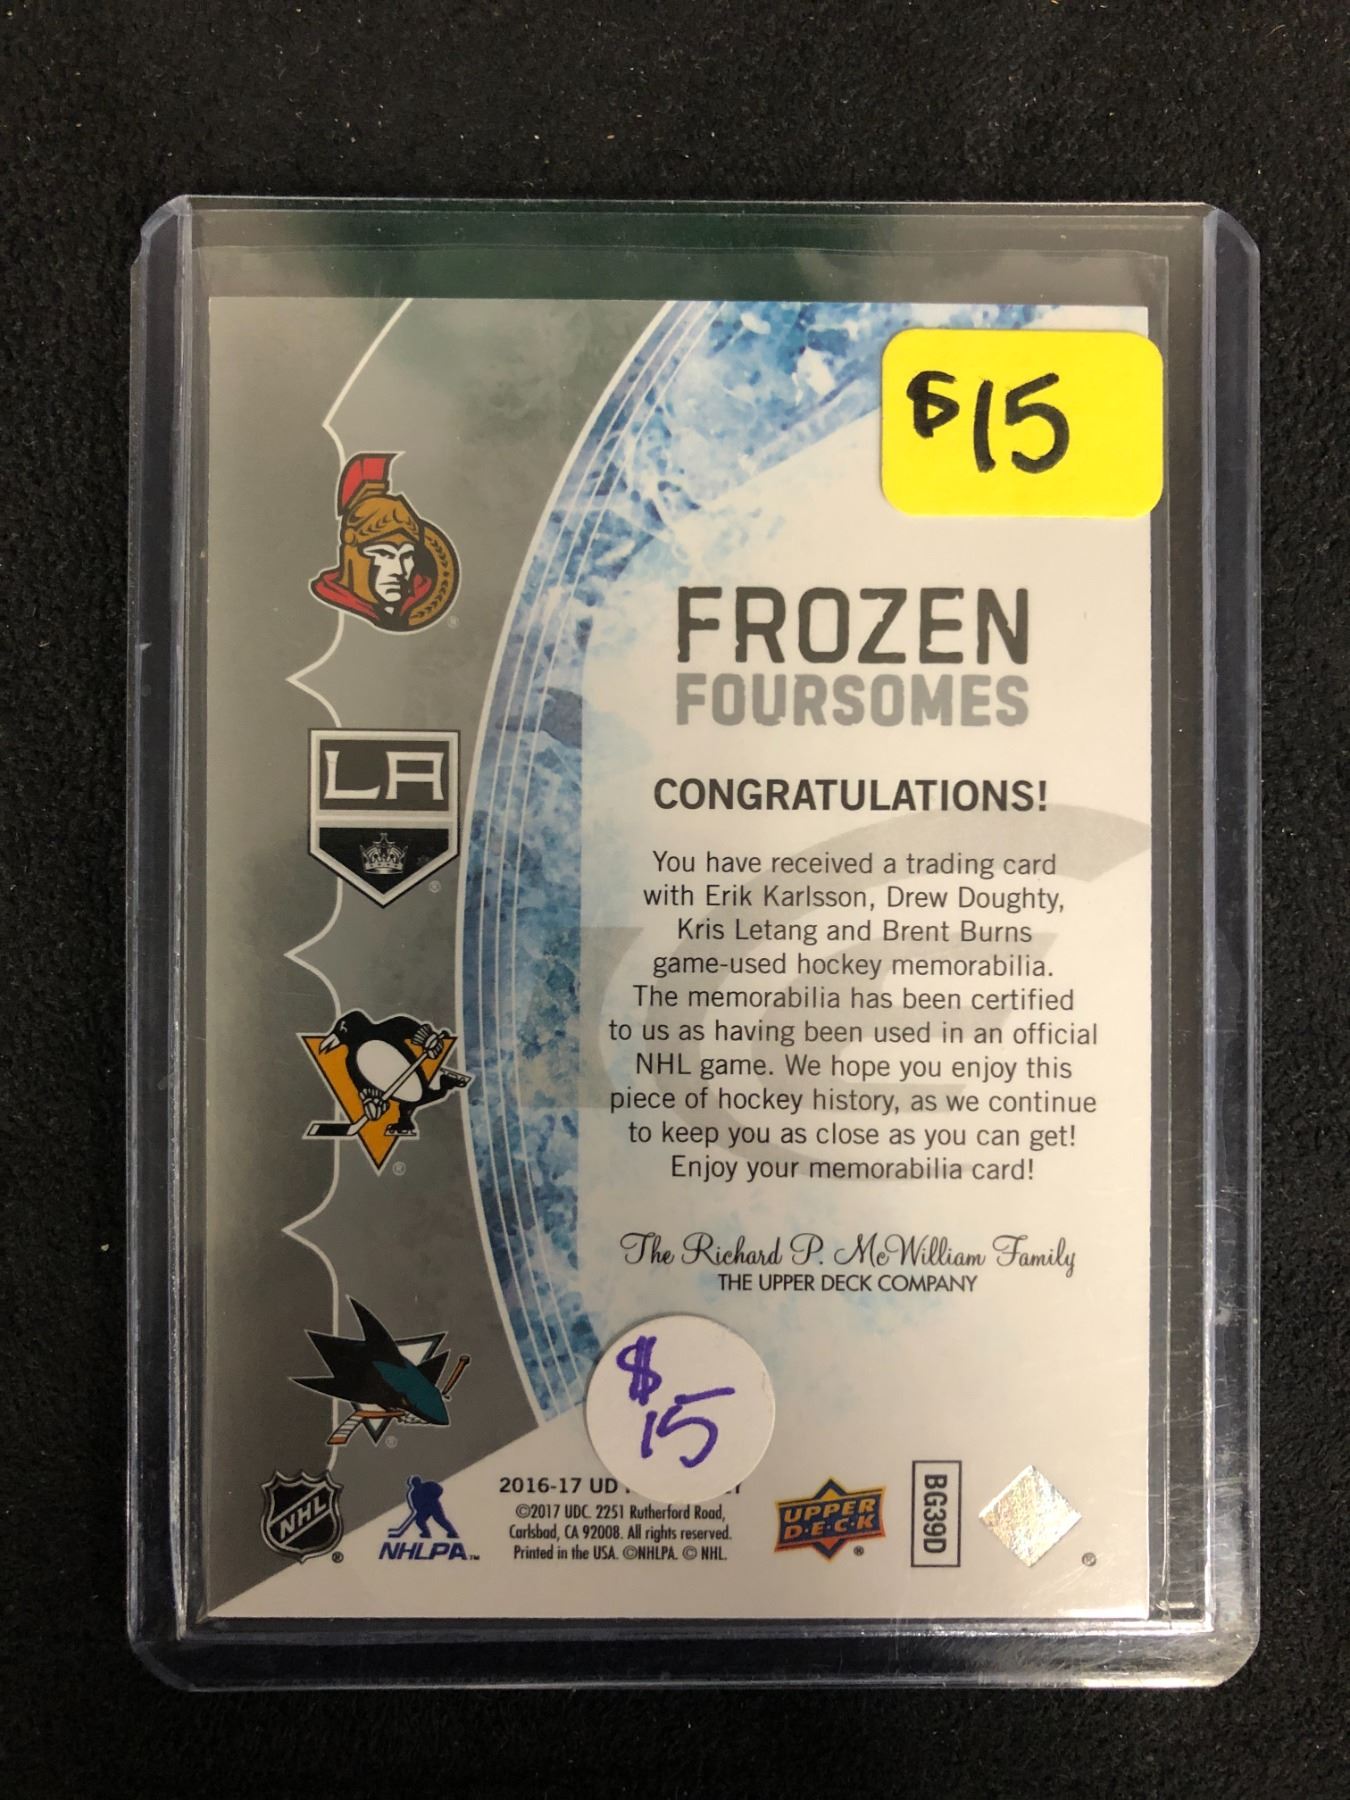 $15
FROZEN
FOURSOMES
CONGRATULATIONS!
You have received a trading card
with Erik Karlsson, Drew Doughty,
Kris Letang and Brent Burns
game-used hockey memorabilia.
The memorabilia has been certified
to us as having been used in an official
NHL game. We hope you enjoy this
piece of hockey history, as we continue
to keep you as close as you can get!
Enjoy your memorabilia card!
The Richard P. McWilliam Family
THE UPPER DECK COMPANY
LA
$
15
NHL
NHLPA™
2016-17 UD
©2017 UDC. 2251 Rutherford Road,
Carlsbad, CA 92008. All rights reserved.
Printed in the USA. ©NHLPA. © NHL.
UPPER
D·E·C·K
BG39D